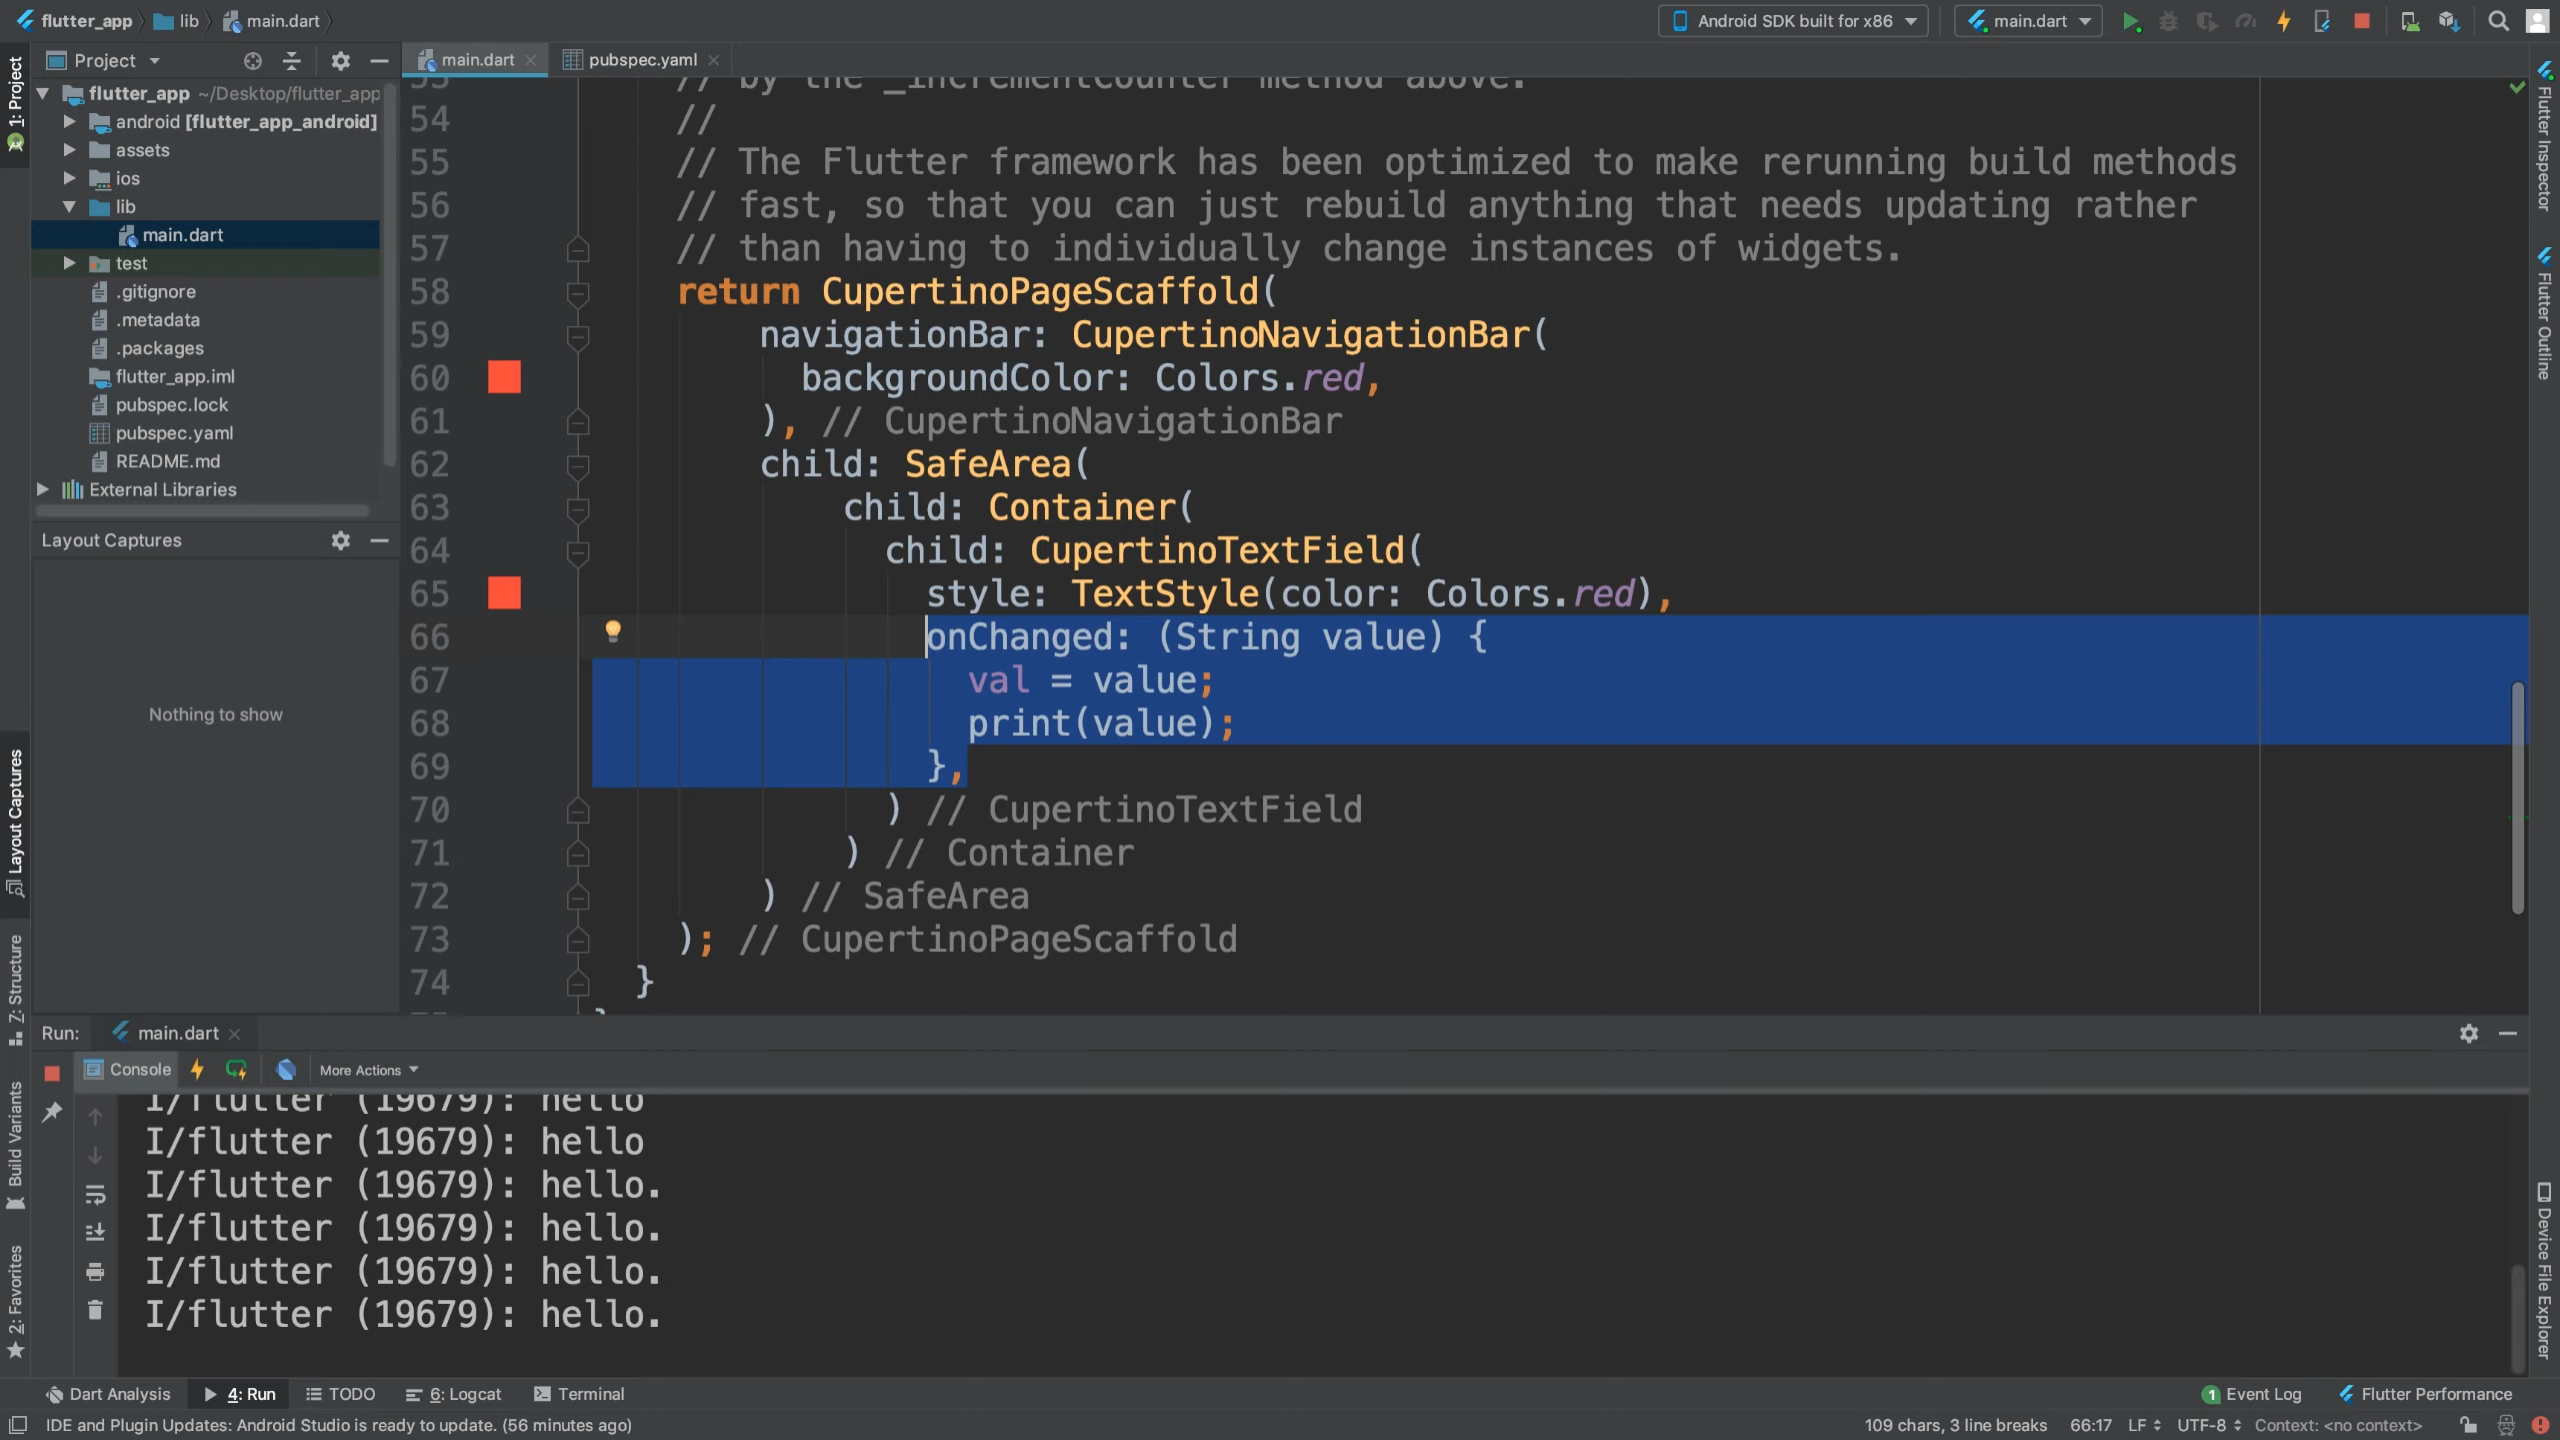 flutter_app lib main.dart
Android SDK built for x86 main.dart
Project
main.dart pubspec.yaml
1: Project
flutter_app ~/Desktop/flutter_app
android [flutter_app_android]
assets
ios
lib
main.dart
test
.gitignore
.metadata
.packages
flutter_app.iml
pubspec.lock
pubspec.yaml
README.md
External Libraries
Layout Captures
Nothing to show
Layout Captures
Z: Structure
Build Variants
2: Favorites
53 // by the _incrementCounter method above.
54 //
55 // The Flutter framework has been optimized to make rerunning build methods
56 // fast, so that you can just rebuild anything that needs updating rather
57 // than having to individually change instances of widgets.
58 return CupertinoPageScaffold(
59 navigationBar: CupertinoNavigationBar(
60 backgroundColor: Colors.red,
61 ), // CupertinoNavigationBar
62 child: SafeArea(
63 child: Container(
64 child: CupertinoTextField(
65 style: TextStyle(color: Colors.red),
66 onChanged: (String value) {
67 val = value;
68 print(value);
69 },
70 ) // CupertinoTextField
71 ) // Container
72 ) // SafeArea
73 ); // CupertinoPageScaffold
74 }
Flutter Inspector
Flutter Outline
Device File Explorer
Run: main.dart
Console More Actions
I/flutter (19679): hello
I/flutter (19679): hello
I/flutter (19679): hello.
I/flutter (19679): hello.
I/flutter (19679): hello.
I/flutter (19679): hello.
Dart Analysis 4: Run TODO 6: Logcat Terminal 1 Event Log Flutter Performance
IDE and Plugin Updates: Android Studio is ready to update. (56 minutes ago) 109 chars, 3 line breaks 66:17 LF UTF-8 Context: <no context>